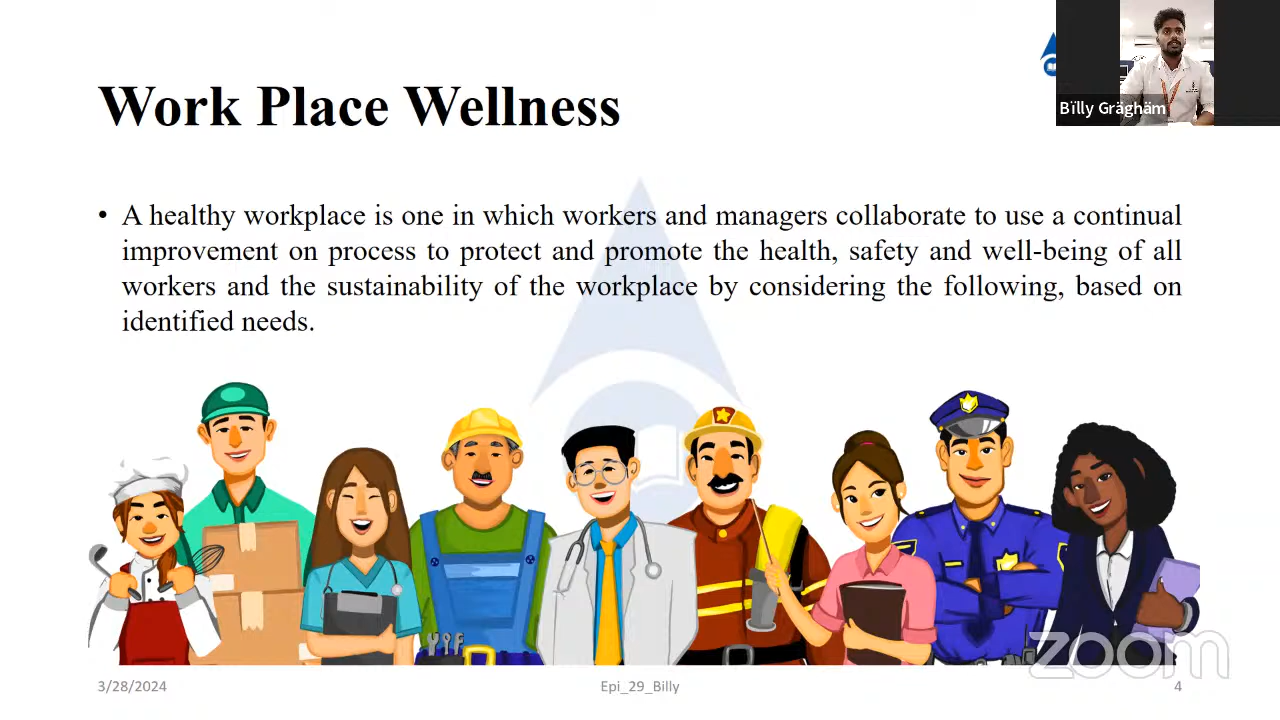 Work Place Wellness
Bïlly Grägham
• A healthy workplace is one in which workers and managers collaborate to use a continual
improvement on process to protect and promote the health, safety and well-being of all
workers and the sustainability of the workplace by considering the following, based on
identified needs.
zoom
3/28/2024
Epi_29_Billy
4